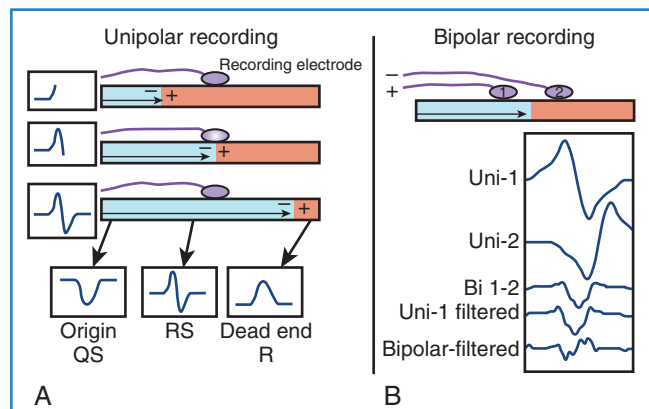 Unipolar recording
Recording electrode
− +
− +
− +
Origin
QS
RS
Dead end
R
A
Bipolar recording
−
+
1 2
Uni-1
Uni-2
Bi 1-2
Uni-1 filtered
Bipolar-filtered
B